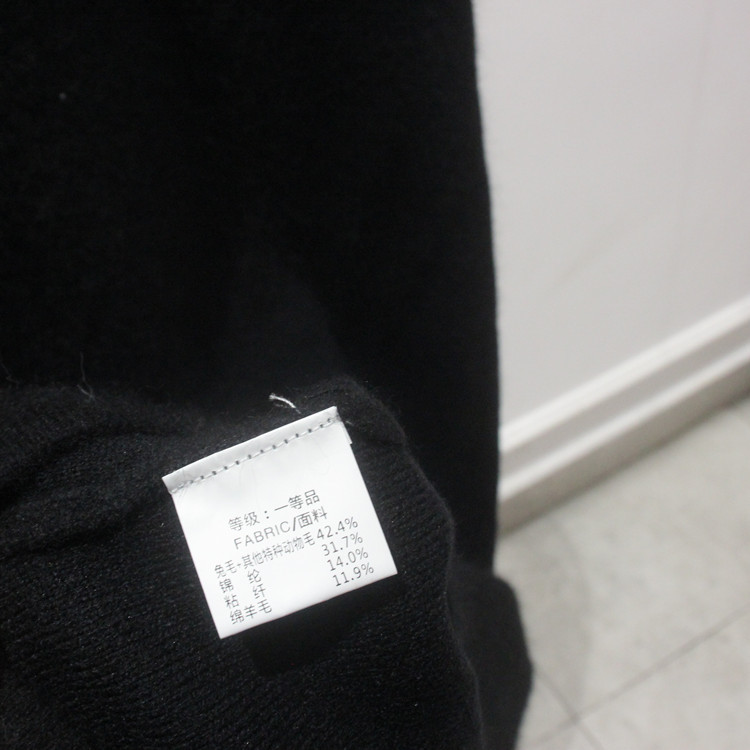 等级：一等品
FABRIC/面料
兔毛+其他特种动物毛 42.4%
锦 纶 31.7%
粘 纤 14.0%
绵羊毛 11.9%